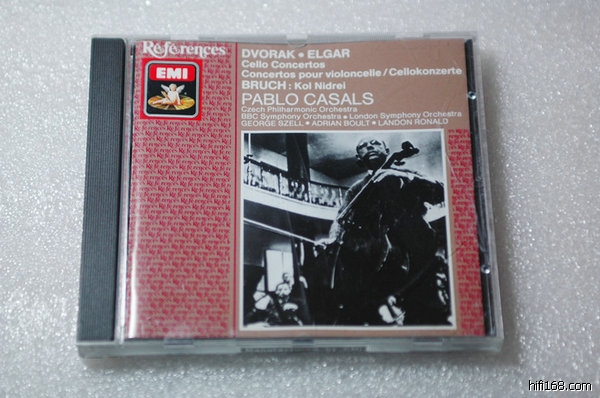 Références
EMI
DVORAK • ELGAR
Cello Concertos
Concertos pour violoncelle / Cellokonzerte
BRUCH : Kol Nidrei
PABLO CASALS
Czech Philharmonic Orchestra
BBC Symphony Orchestra • London Symphony Orchestra
GEORGE SZELL • ADRIAN BOULT • LANDON RONALD
hifi168.com